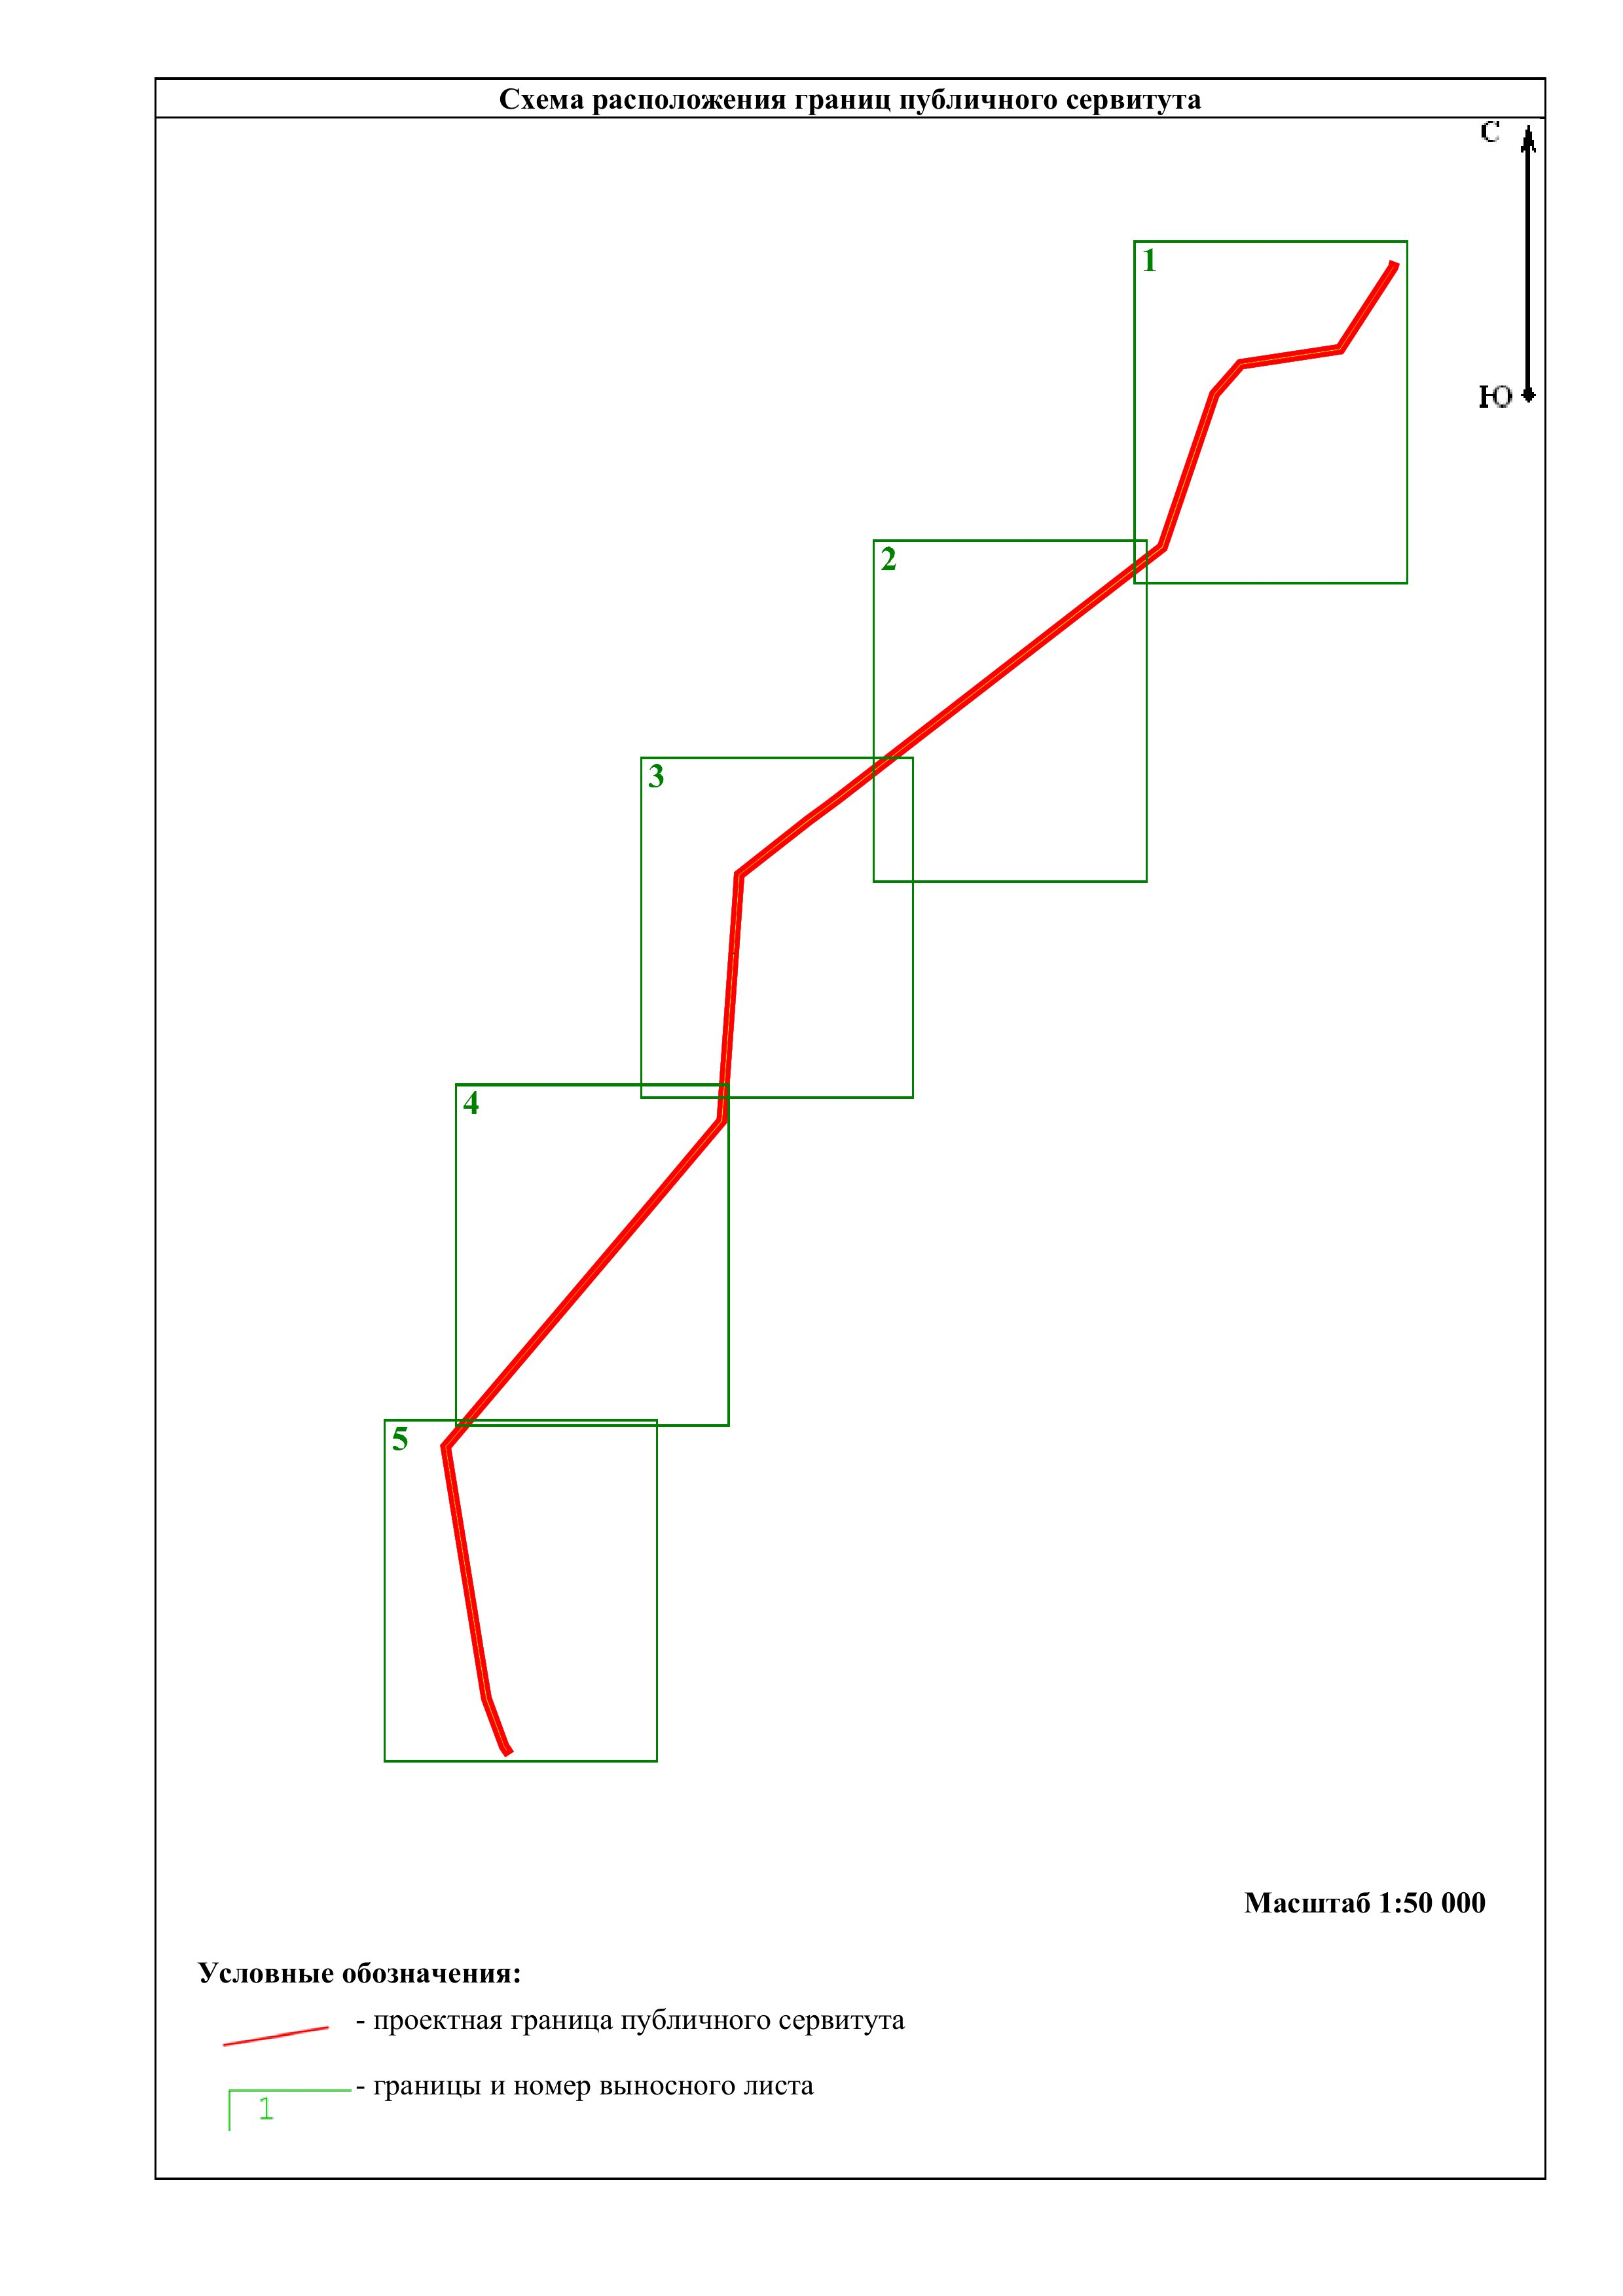 Схема расположения границ публичного сервитута
С
1
Ю
2
3
4
5
Масштаб 1:50 000
Условные обозначения:
- проектная граница публичного сервитута
- границы и номер выносного листа
1